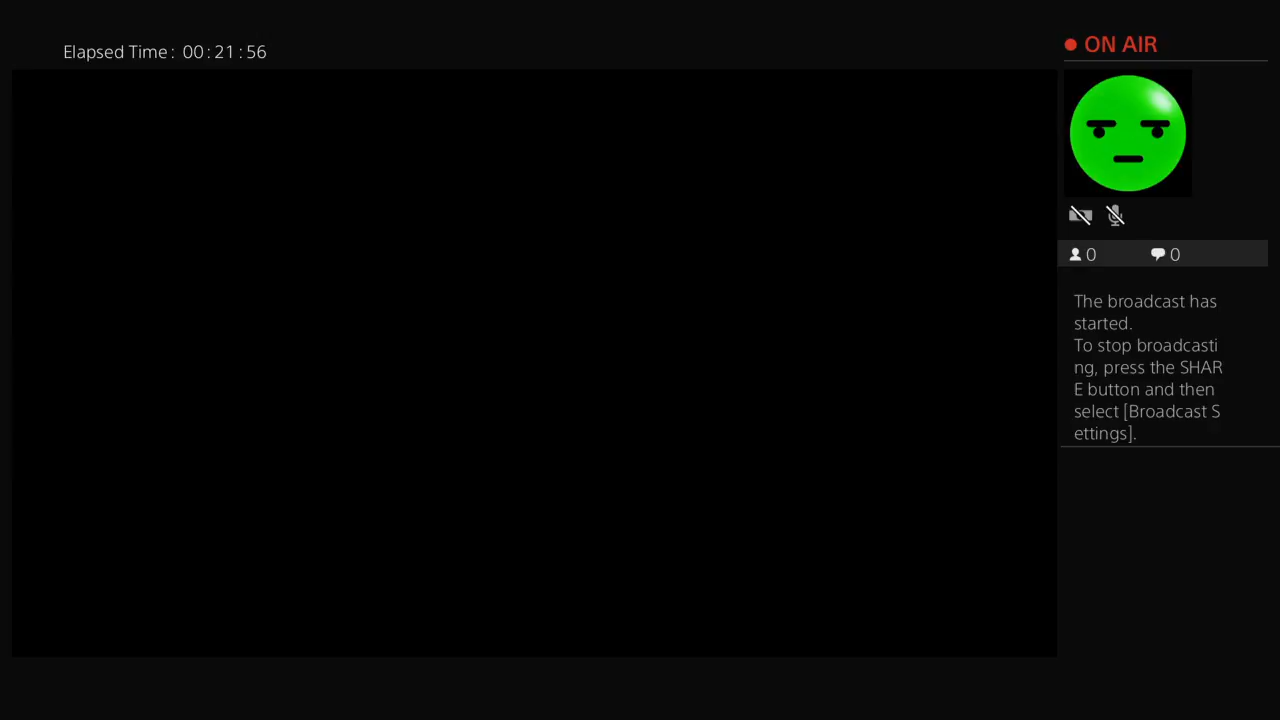 Elapsed Time: 00:21:56
ON AIR
0 0
The broadcast has
started.
To stop broadcasti
ng, press the SHAR
E button and then
select [Broadcast S
ettings].